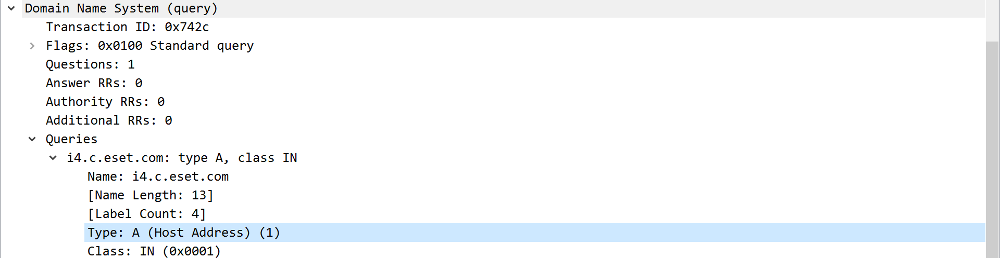 Domain Name System (query)
Transaction ID: 0x742c
Flags: 0x0100 Standard query
Questions: 1
Answer RRs: 0
Authority RRs: 0
Additional RRs: 0
Queries
i4.c.eset.com: type A, class IN
Name: i4.c.eset.com
[Name Length: 13]
[Label Count: 4]
Type: A (Host Address) (1)
Class: IN (0x0001)